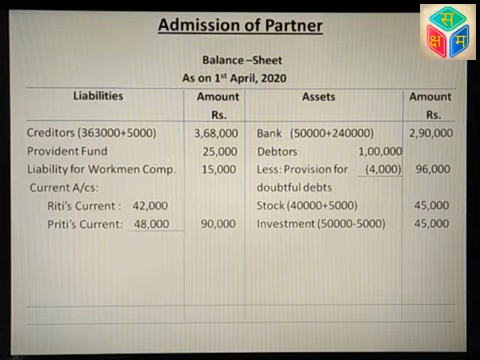 स
क्ष म
Admission of Partner
Balance –Sheet
As on 1st April, 2020
Liabilities Amount Assets Amount
Rs. Rs.
Creditors (363000+5000) 3,68,000 Bank (50000+240000) 2,90,000
Provident Fund 25,000 Debtors 1,00,000
Liability for Workmen Comp. 15,000 Less: Provision for (4,000) 96,000
Current A/cs: doubtful debts
Riti's Current : 42,000 Stock (40000+5000) 45,000
Priti's Current: 48,000 90,000 Investment (50000-5000) 45,000